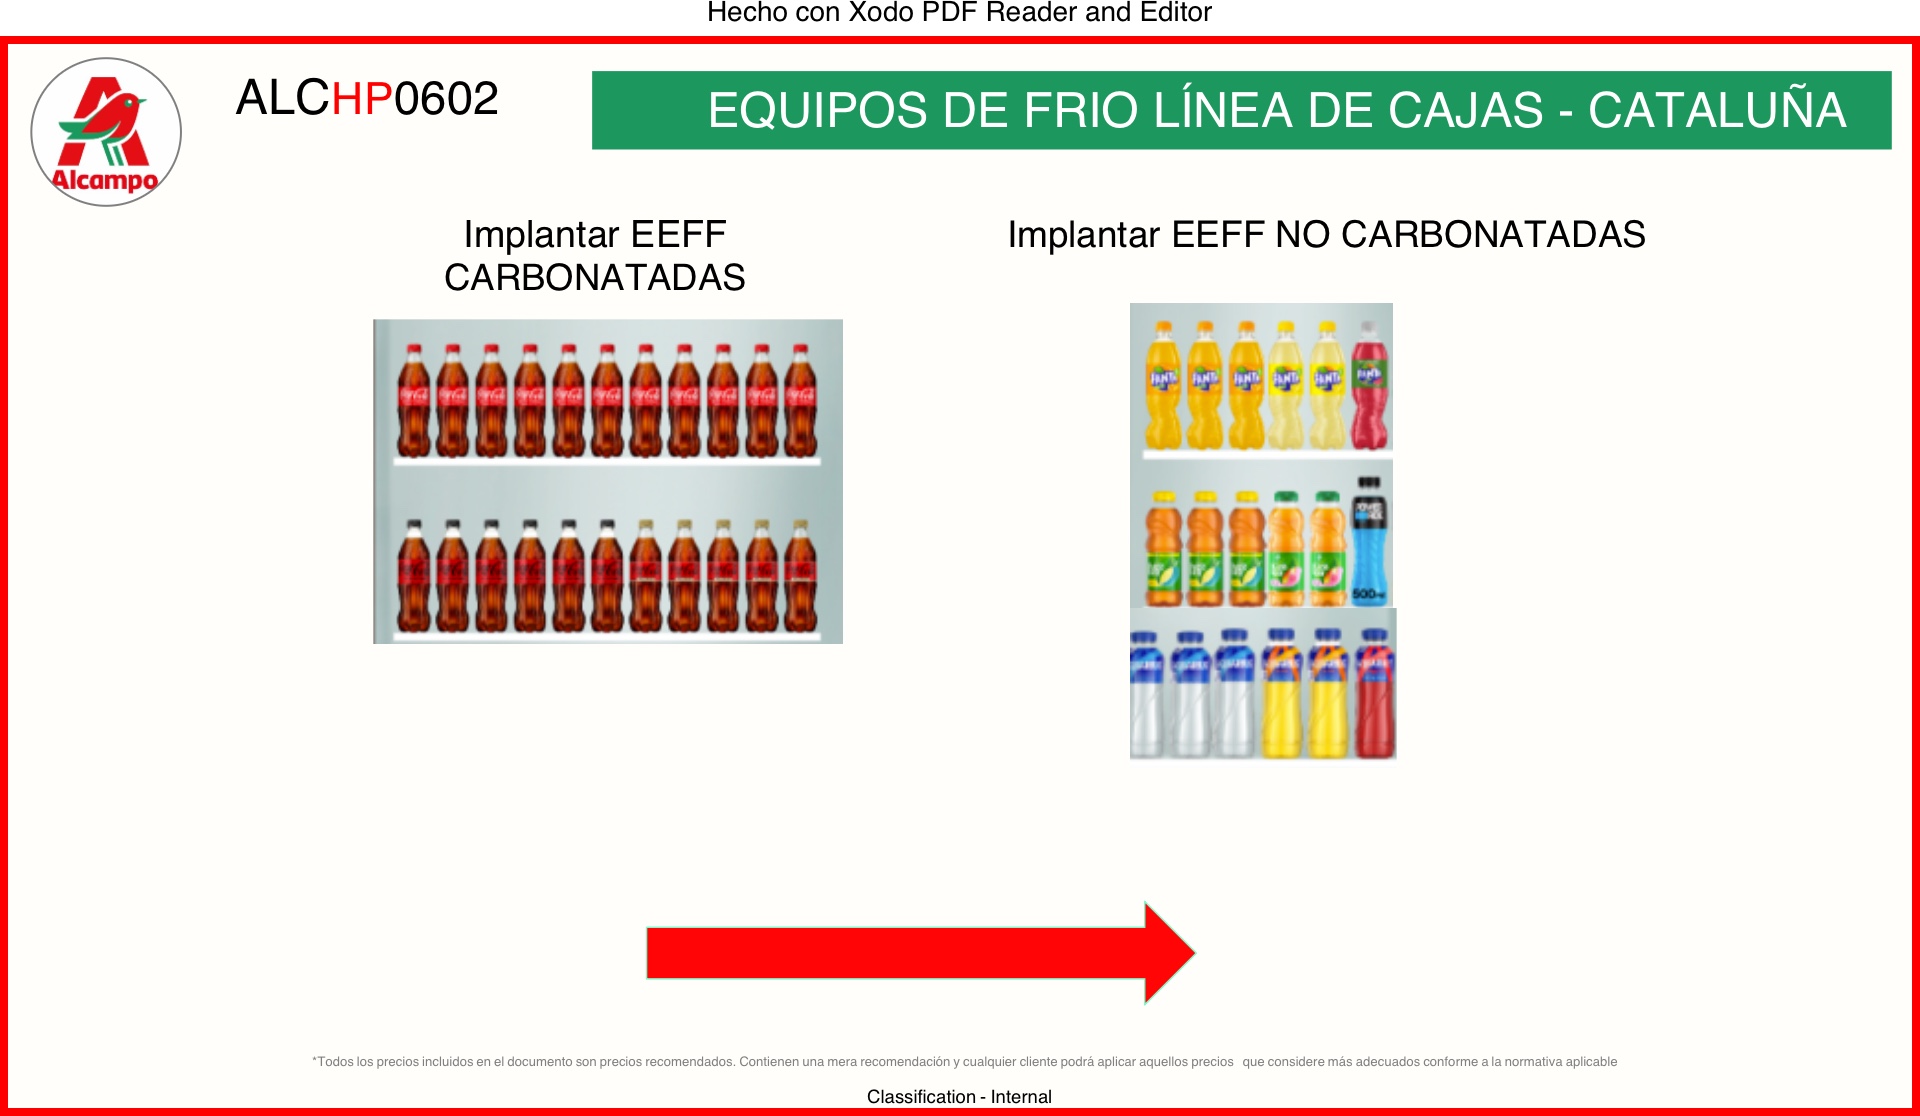 Hecho con Xodo PDF Reader and Editor
Alcampo
ALCHP0602
EQUIPOS DE FRIO LÍNEA DE CAJAS - CATALUÑA
Implantar EEFF
CARBONATADAS
Implantar EEFF NO CARBONATADAS
*Todos los precios incluidos en el documento son precios recomendados. Contienen una mera recomendación y cualquier cliente podrá aplicar aquellos precios que considere más adecuados conforme a la normativa aplicable
Classification - Internal